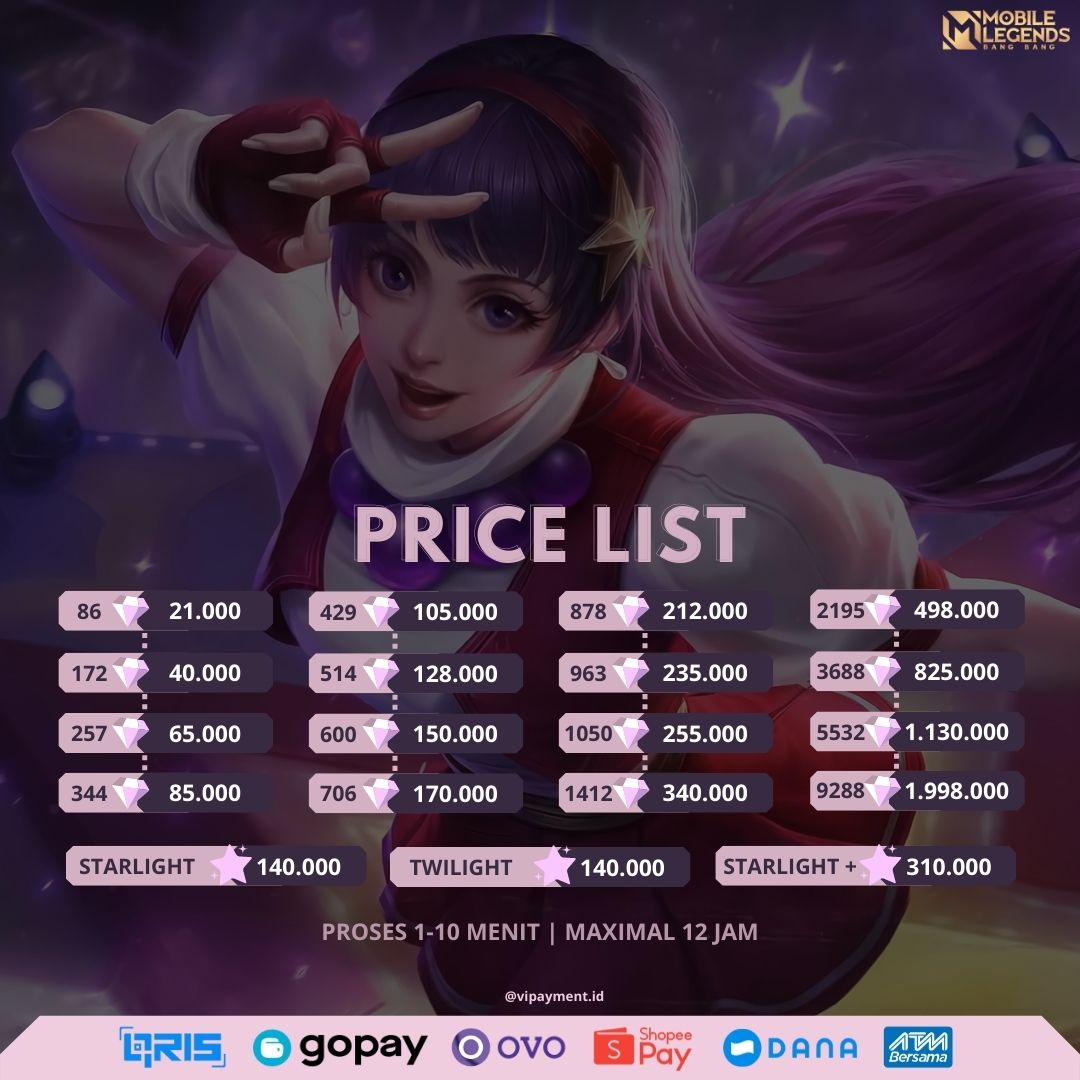 MOBILE
LEGENDS
BANG BANG
PRICE LIST
86 21.000
172 40.000
257 65.000
344 85.000
429 105.000
514 128.000
600 150.000
706 170.000
878 212.000
963 235.000
1050 255.000
1412 340.000
2195 498.000
3688 825.000
5532 1.130.000
9288 1.998.000
STARLIGHT 140.000
TWILIGHT 140.000
STARLIGHT + 310.000
PROSES 1-10 MENIT | MAXIMAL 12 JAM
@vipayment.id
QRIS
gopay
OVO
S Shopee
Pay
DANA
ATM
Bersama